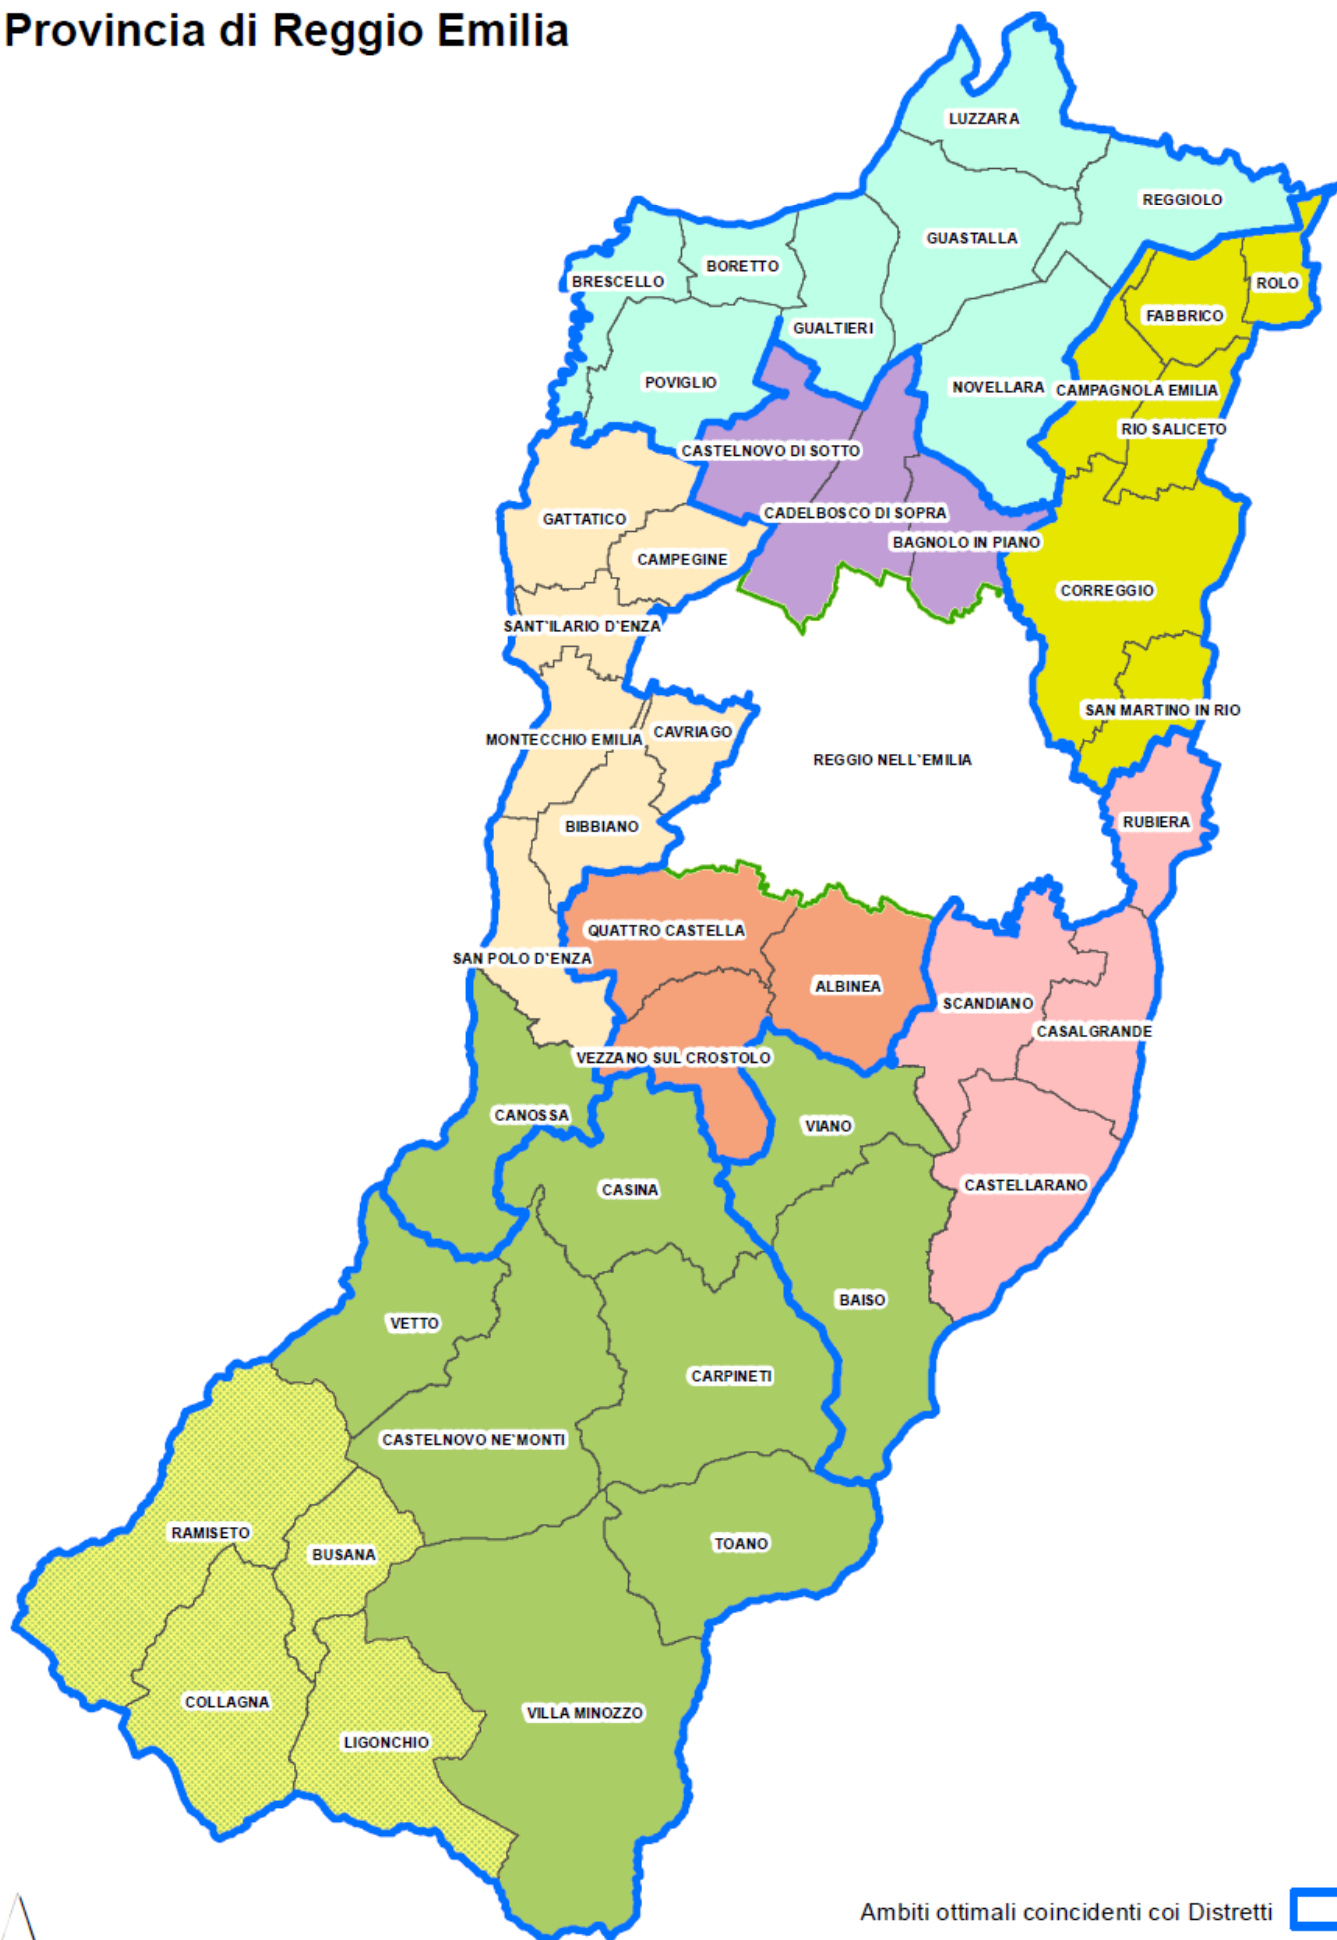 Provincia di Reggio Emilia
LUZZARA
REGGIOLO
GUASTALLA
BORETTO
BRESCELLO
ROLO
FABBRICO
GUALTIERI
POVIGLIO
NOVELLARA
CAMPAGNOLA EMILIA
RIO SALICETO
CASTELNOVO DI SOTTO
CADELBOSCO DI SOPRA
GATTATICO
BAGNOLO IN PIANO
CAMPEGINE
CORREGGIO
SANT`ILARIO D`ENZA
SAN MARTINO IN RIO
CAVRIAGO
MONTECCHIO EMILIA
REGGIO NELL`EMILIA
RUBIERA
BIBBIANO
QUATTRO CASTELLA
SAN POLO D`ENZA
ALBINEA
SCANDIANO
CASALGRANDE
VEZZANO SUL CROSTOLO
CANOSSA
VIANO
CASTELLARANO
CASINA
BAISO
VETTO
CARPINETI
CASTELNOVO NE`MONTI
RAMISETO
TOANO
BUSANA
COLLAGNA
VILLA MINOZZO
LIGONCHIO
Ambiti ottimali coincidenti coi Distretti